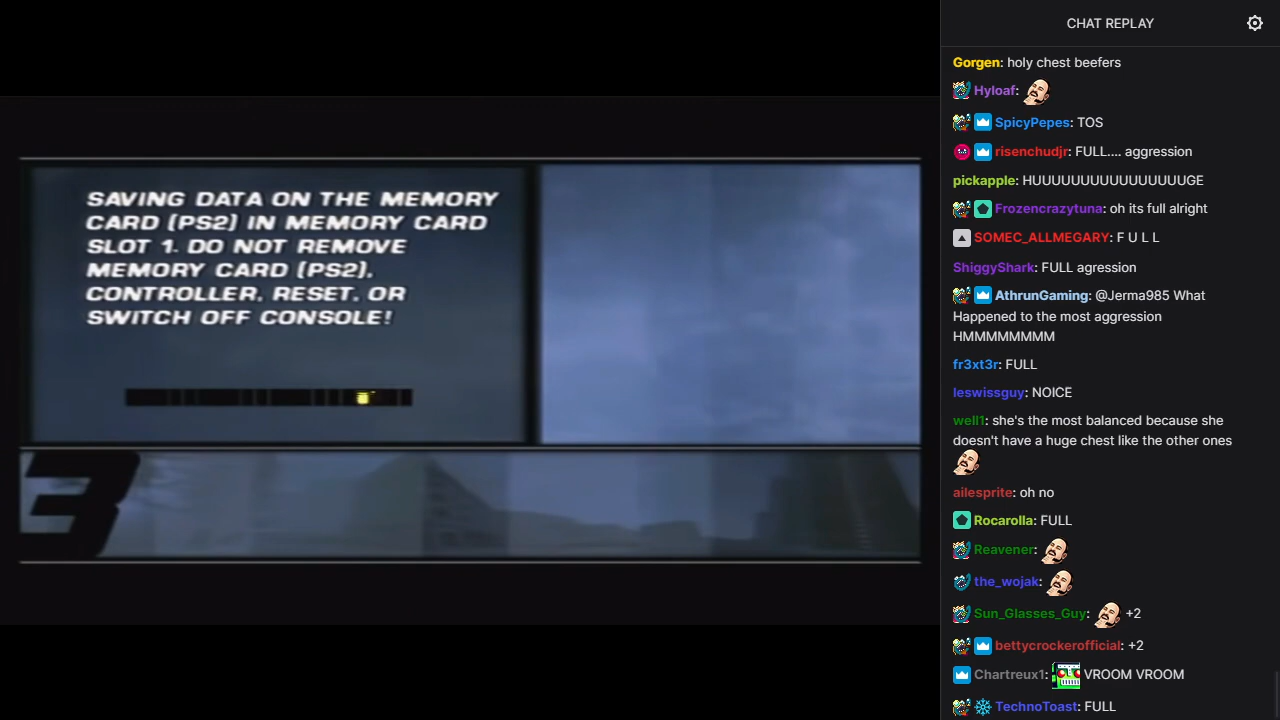 SAVING DATA ON THE MEMORY
CARD (PS2) IN MEMORY CARD
SLOT 1. DO NOT REMOVE
MEMORY CARD (PS2),
CONTROLLER, RESET, OR
SWITCH OFF CONSOLE!
3
CHAT REPLAY
Gorgen: holy chest beefers
Hyloaf:
SpicyPepes: TOS
risenchudjr: FULL.... aggression
pickapple: HUUUUUUUUUUUUUUUUGE
Frozencrazytuna: oh its full alright
SOMEC_ALLMEGARY: F U L L
ShiggyShark: FULL agression
AthrunGaming: @Jerma985 What
Happened to the most aggression
HMMMMMMMM
fr3xt3r: FULL
leswissguy: NOICE
well1: she's the most balanced because she
doesn't have a huge chest like the other ones
ailesprite: oh no
Rocarolla: FULL
Reavener:
the_wojak:
Sun_Glasses_Guy: +2
bettycrockerofficial: +2
Chartreux1: VROOM VROOM
TechnoToast: FULL